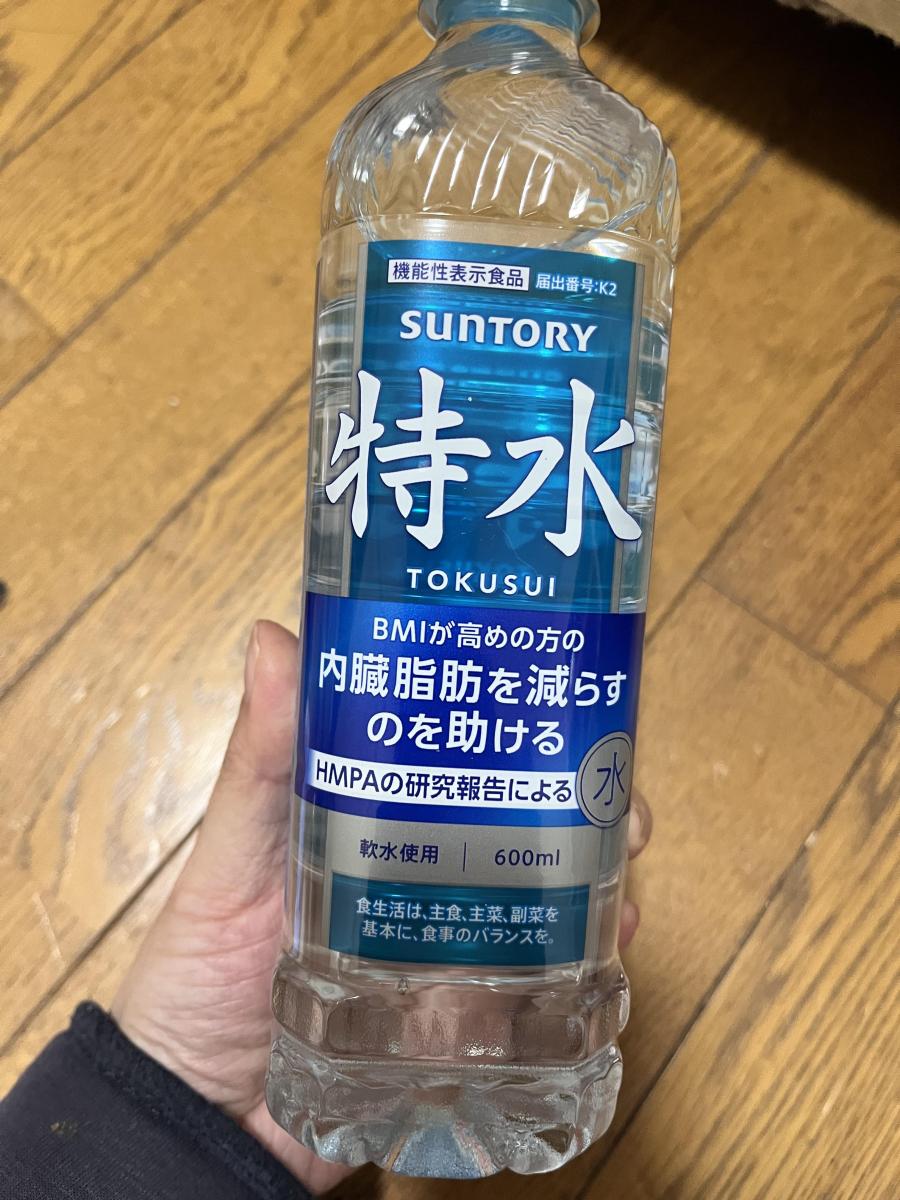 機能性表示食品 届出番号:K2
SUNTORY
特水
TOKUSUI
BMIが高めの方の
内臓脂肪を減らす
のを助ける
HMPAの研究報告による
水
軟水使用 | 600ml
食生活は、主食、主菜、副菜を
基本に、食事のバランスを。